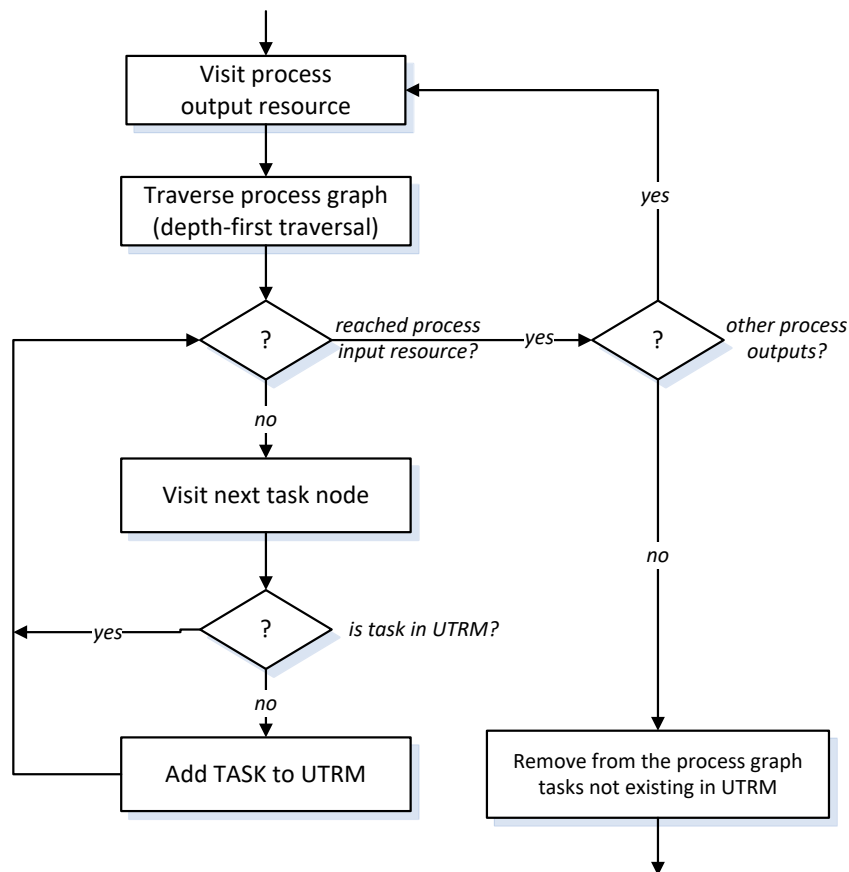 Visit process
output resource
Traverse process graph
(depth-first traversal)
yes
?
reached process
input resource?
yes
?
other process
outputs?
no
Visit next task node
no
?
is task in UTRM?
yes
no
Add TASK to UTRM
Remove from the process graph
tasks not existing in UTRM